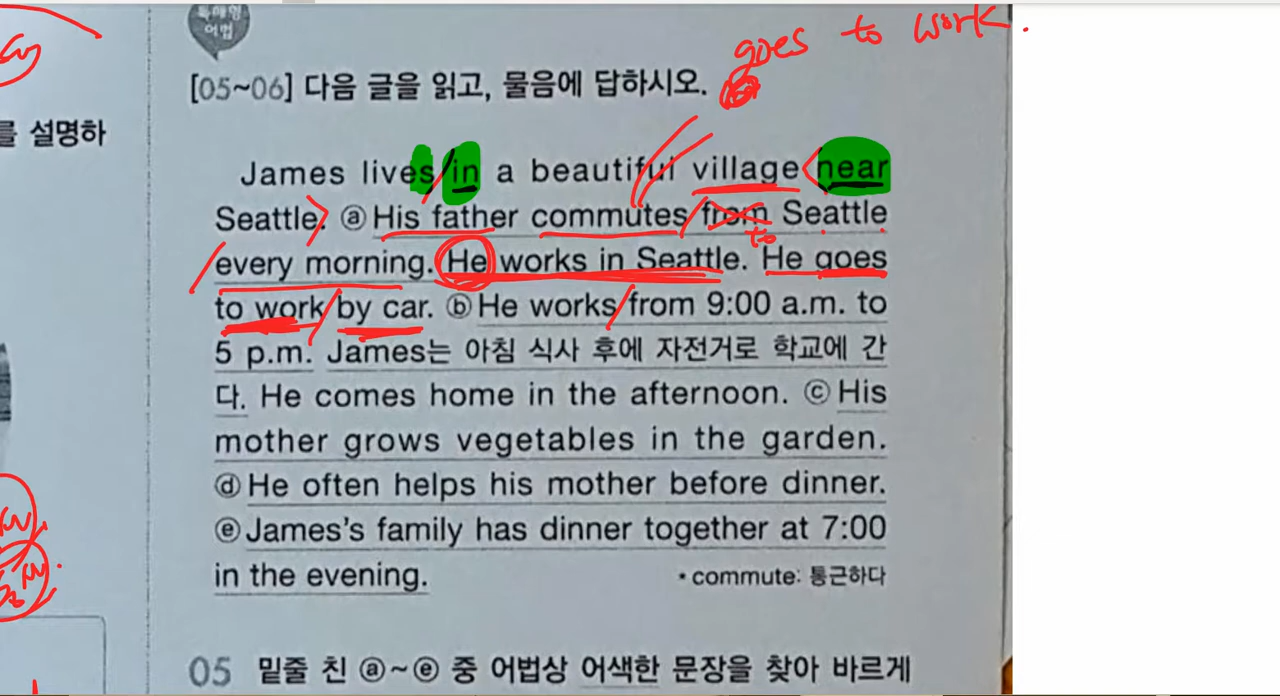 독해형
어법
goes to work.
[05~06] 다음 글을 읽고, 물음에 답하시오.
를 설명하
James lives in a beautiful village near
Seattle. ⓐ His father commutes from Seattle
to
every morning. He works in Seattle. He goes
to work by car. ⓑ He works from 9:00 a.m. to
5 p.m. James는 아침 식사 후에 자전거로 학교에 간
다. He comes home in the afternoon. ⓒ His
mother grows vegetables in the garden.
ⓓ He often helps his mother before dinner.
ⓔ James's family has dinner together at 7:00
in the evening.
* commute: 통근하다
05 밑줄 친 ⓐ~ⓔ 중 어법상 어색한 문장을 찾아 바르게